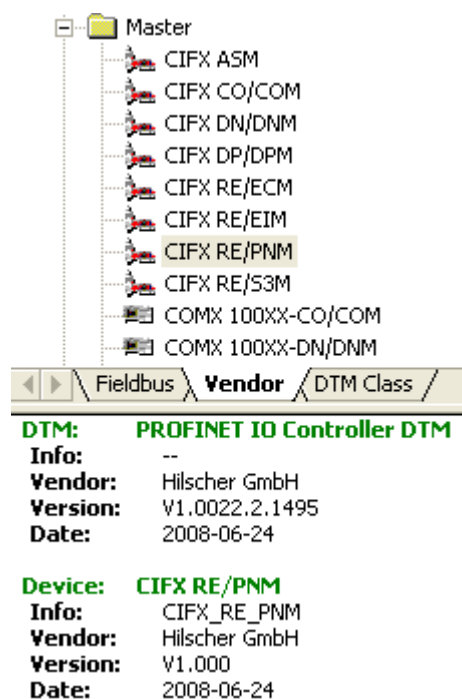 Master
CIFX ASM
CIFX CO/COM
CIFX DN/DNM
CIFX DP/DPM
CIFX RE/ECM
CIFX RE/EIM
CIFX RE/PNM
CIFX RE/S3M
COMX 100XX-CO/COM
COMX 100XX-DN/DNM
Fieldbus Vendor DTM Class
DTM: PROFINET IO Controller DTM
Info: --
Vendor: Hilscher GmbH
Version: V1.0022.2.1495
Date: 2008-06-24
Device: CIFX RE/PNM
Info: CIFX_RE_PNM
Vendor: Hilscher GmbH
Version: V1.000
Date: 2008-06-24